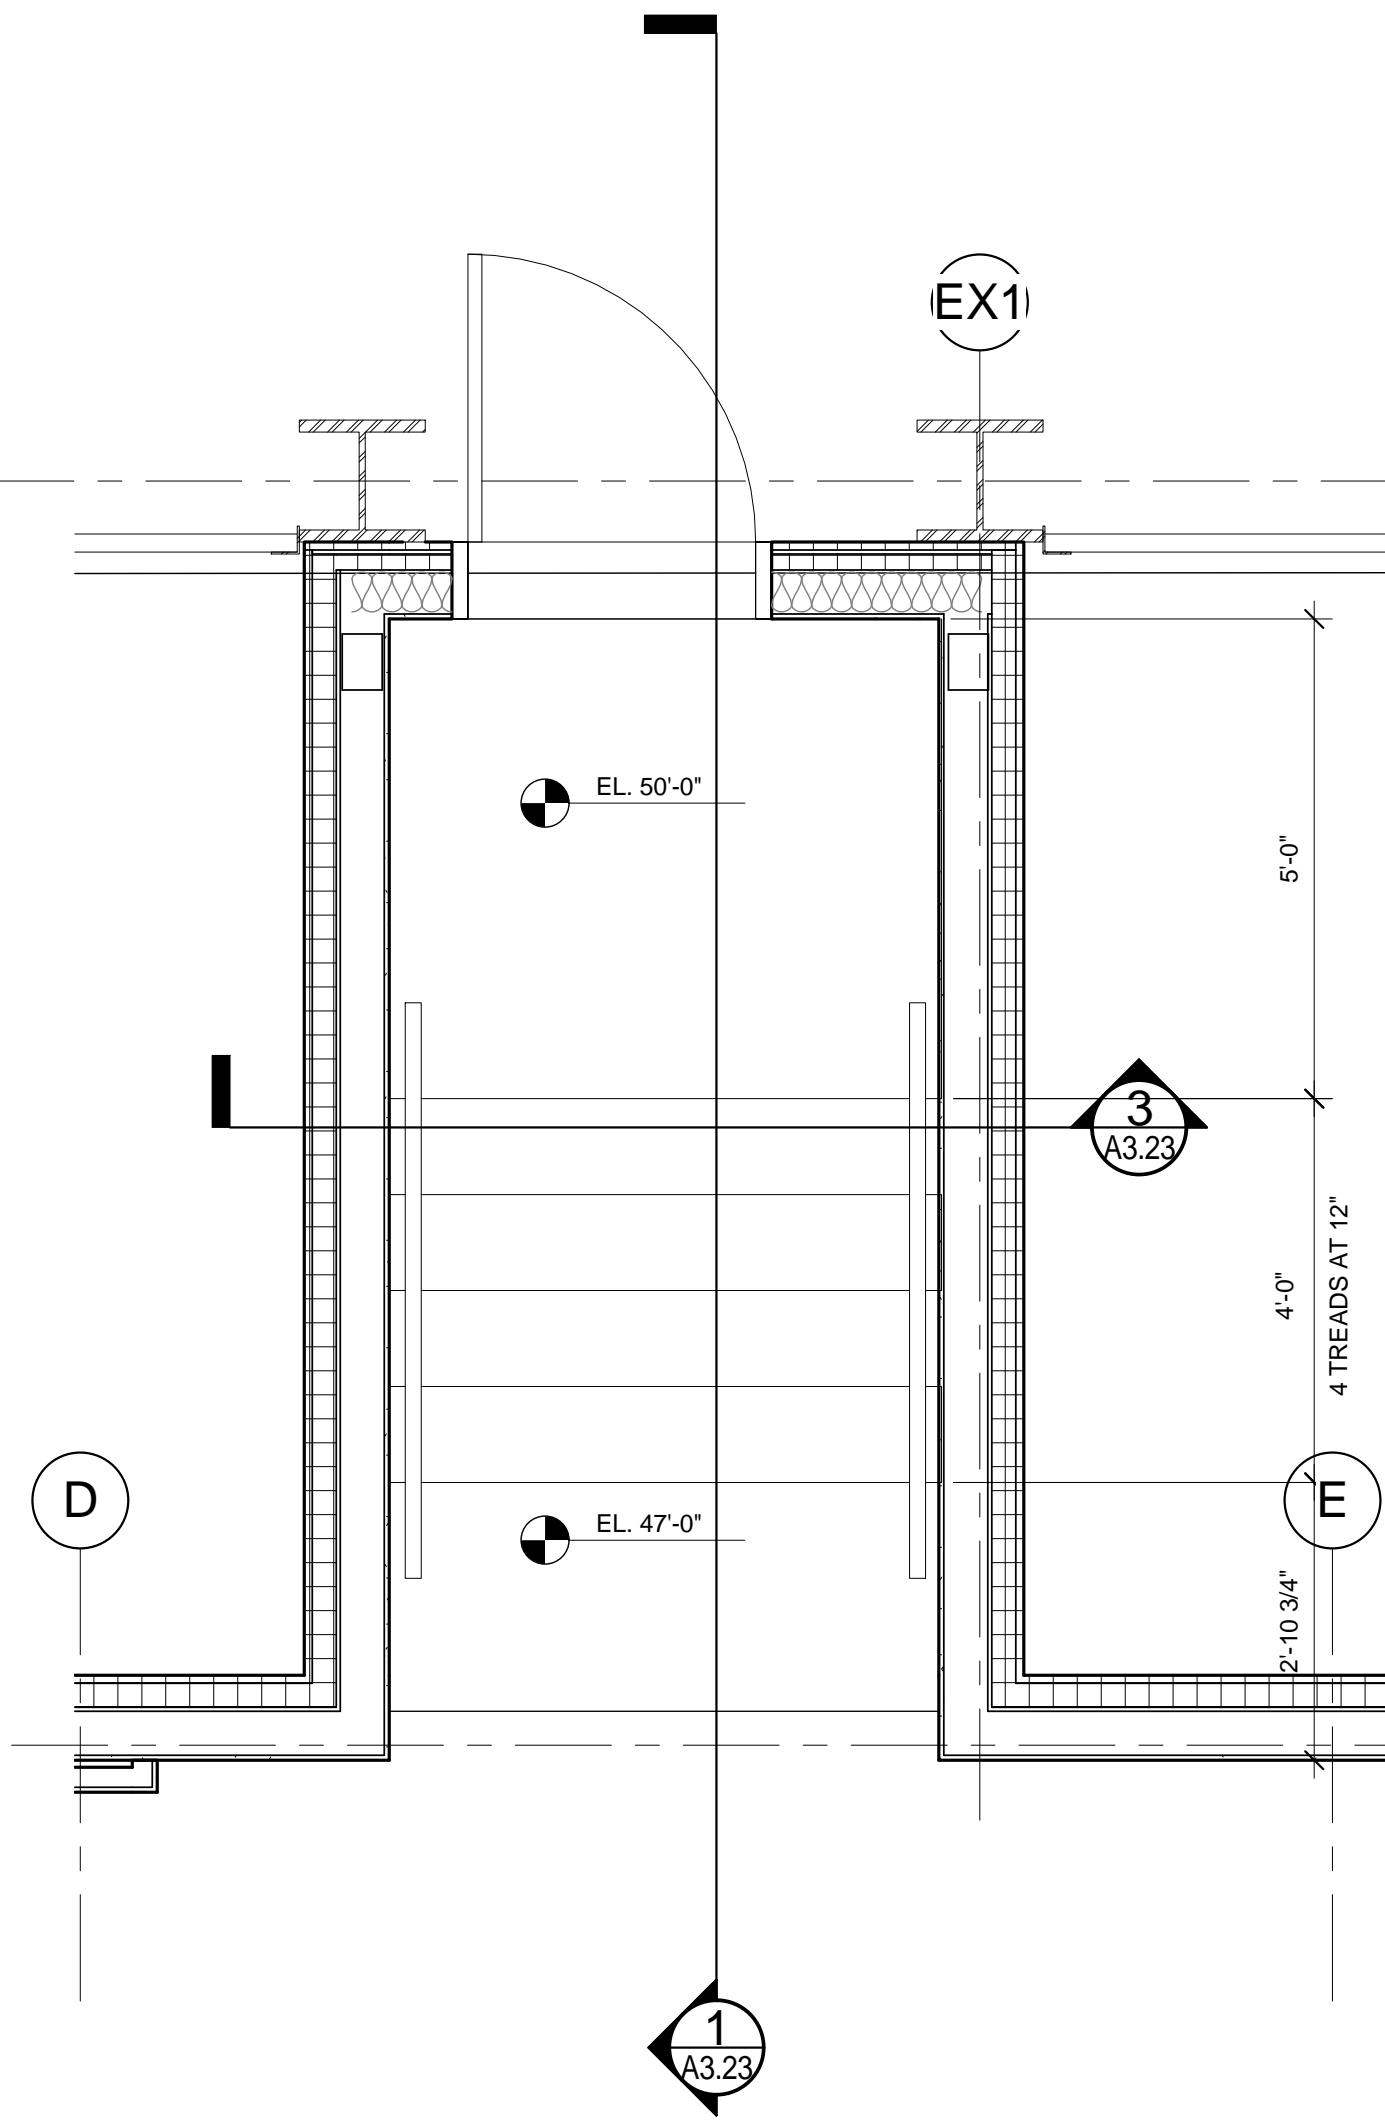 EX1
EL. 50'-0"
5'-0"
3
A3.23
4'-0"
4 TREADS AT 12"
D
E
EL. 47'-0"
2'-10 3/4"
1
A3.23